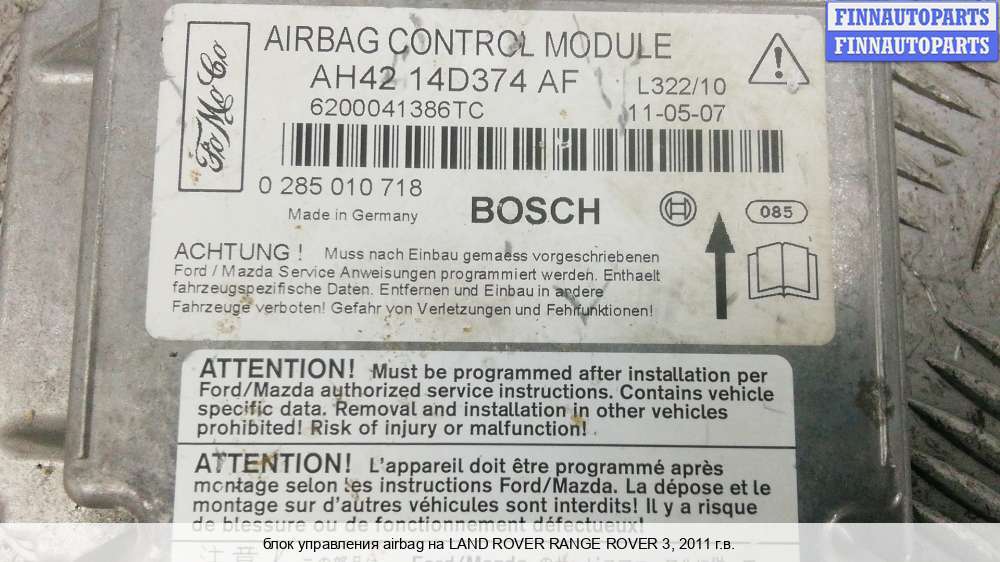 FINNAUTOPARTS
FINNAUTOPARTS
FoMoCo
AIRBAG CONTROL MODULE
AH42 14D374 AF
L322/10
6200041386TC
11-05-07
0 285 010 718
Made in Germany
BOSCH
085
ACHTUNG ! Muss nach Einbau gemaess vorgeschriebenen
Ford / Mazda Service Anweisungen programmiert werden. Enthaelt
fahrzeugspezifische Daten. Entfernen und Einbau in andere
Fahrzeuge verboten! Gefahr von Verletzungen und Fehlfunktionen!
ATTENTION! Must be programmed after installation per
Ford/Mazda authorized service instructions. Contains vehicle
specific data. Removal and installation in other vehicles
prohibited! Risk of injury or malfunction!
ATTENTION! L'appareil doit être programmé après
montage selon les instructions Ford/Mazda. La dépose et le
montage sur d'autres véhicules sont interdits! Il y a risque
de blessure ou de fonctionnement défectueux!
блок управления airbag на LAND ROVER RANGE ROVER 3, 2011 г.в.